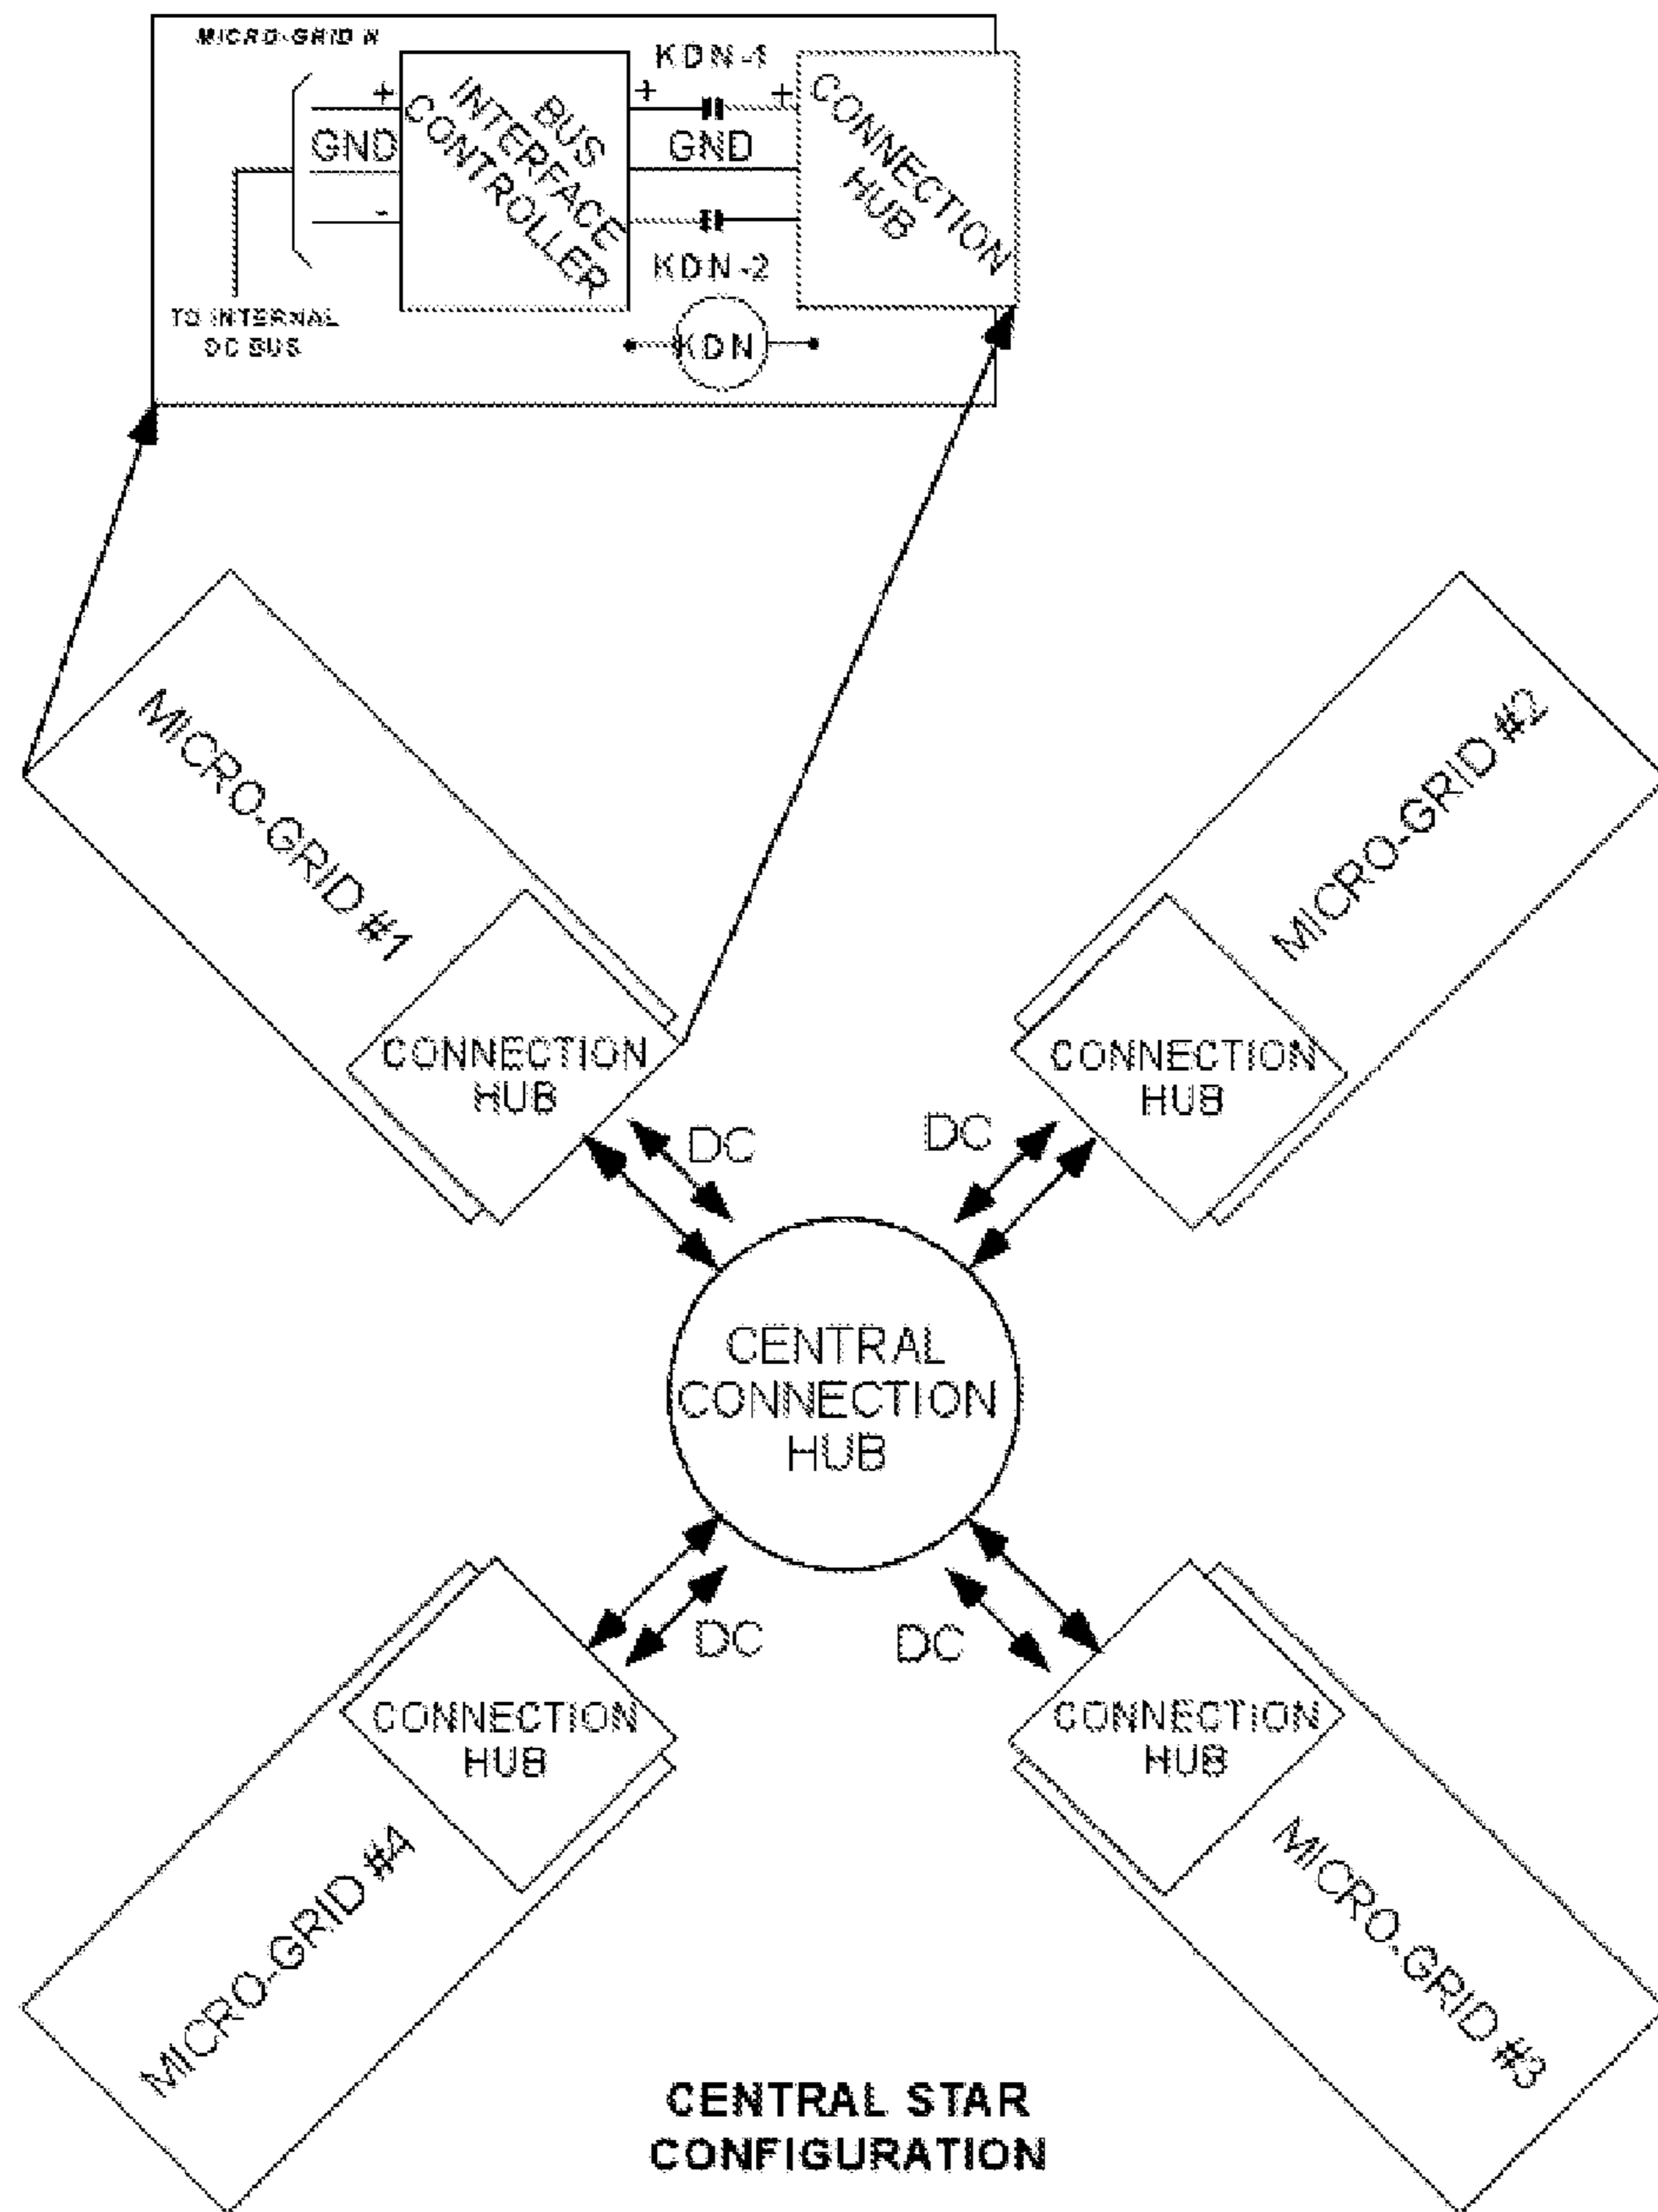 MICRO-GRID N
KDN-1
+
+
+
GND
GND
-
BUS
INTERFACE
CONTROLLER
CONNECTION
HUB
KDN-2
KDN
TO INTERNAL
DC BUS
MICRO-GRID #1
MICRO-GRID #2
CONNECTION
HUB
CONNECTION
HUB
DC
DC
CENTRAL
CONNECTION
HUB
DC
DC
CONNECTION
HUB
CONNECTION
HUB
MICRO-GRID #4
MICRO-GRID #3
CENTRAL STAR
CONFIGURATION